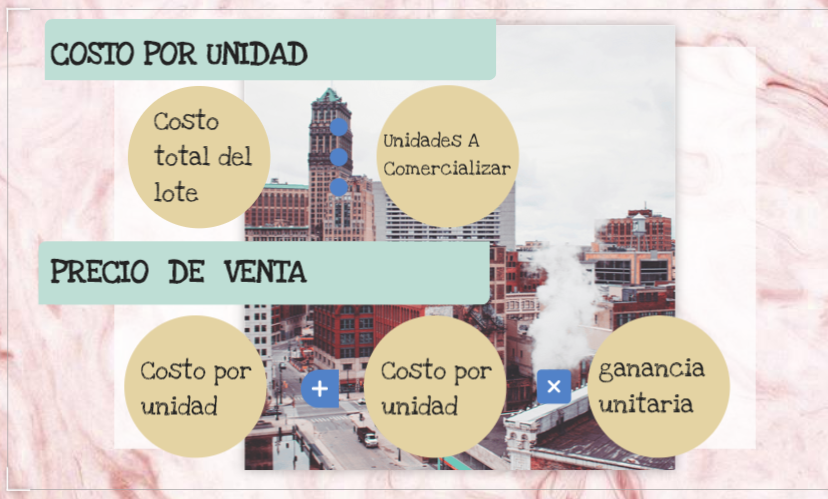 COSTO POR UNIDAD
Costo
total del
lote
Unidades A
Comercializar
PRECIO DE VENTA
Costo por
unidad
+
Costo por
unidad
×
ganancia
unitaria